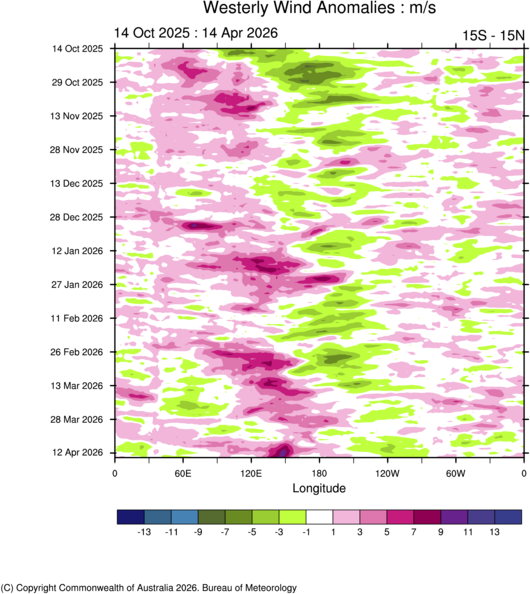 Westerly Wind Anomalies : m/s
14 Oct 2025 : 14 Apr 2026
15S - 15N
14 Oct 2025
29 Oct 2025
13 Nov 2025
28 Nov 2025
13 Dec 2025
28 Dec 2025
12 Jan 2026
27 Jan 2026
11 Feb 2026
26 Feb 2026
13 Mar 2026
28 Mar 2026
12 Apr 2026
0 60E 120E 180 120W 60W 0
Longitude
-13 -11 -9 -7 -5 -3 -1 1 3 5 7 9 11 13
(C) Copyright Commonwealth of Australia 2026. Bureau of Meteorology